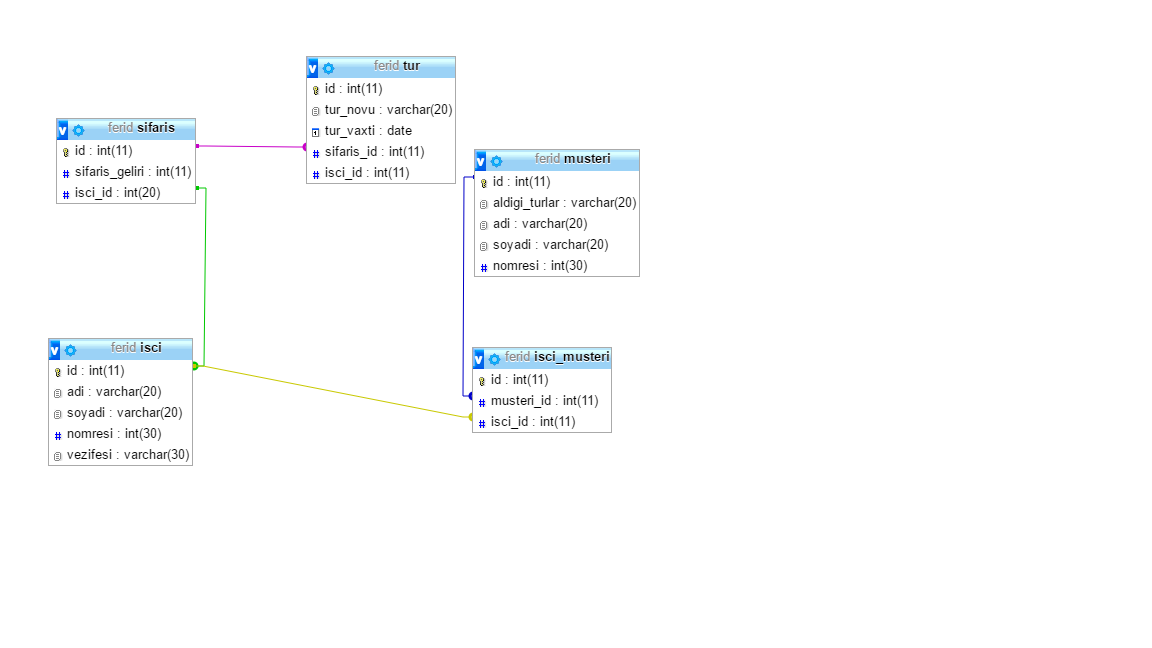 ferid tur
id : int(11)
tur_novu : varchar(20)
tur_vaxti : date
sifaris_id : int(11)
isci_id : int(11)
ferid sifaris
id : int(11)
sifaris_geliri : int(11)
isci_id : int(20)
ferid musteri
id : int(11)
aldigi_turlar : varchar(20)
adi : varchar(20)
soyadi : varchar(20)
nomresi : int(30)
ferid isci
id : int(11)
adi : varchar(20)
soyadi : varchar(20)
nomresi : int(30)
vezifesi : varchar(30)
ferid isci_musteri
id : int(11)
musteri_id : int(11)
isci_id : int(11)